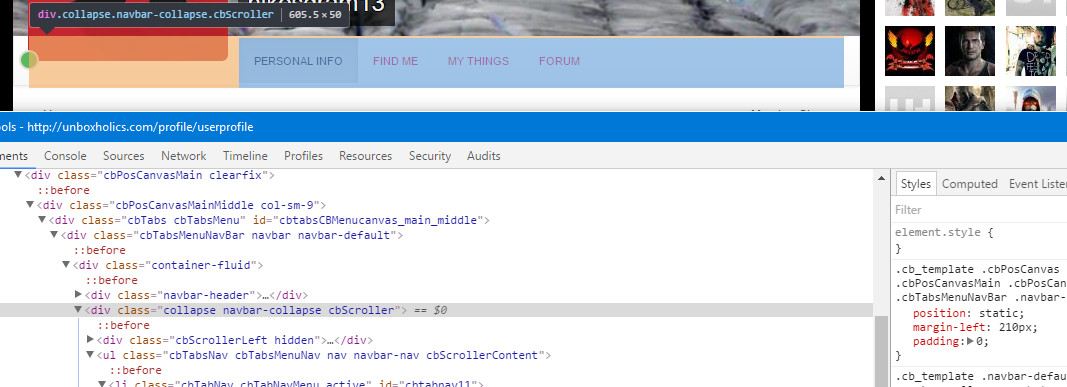 div.collapse.navbar-collapse.cbScroller | 605.5 × 50
PERSONAL INFO FIND ME MY THINGS FORUM
ools - http://unboxholics.com/profile/userprofile
ments Console Sources Network Timeline Profiles Resources Security Audits
▼<div class="cbPosCanvasMain clearfix">
::before
▼<div class="cbPosCanvasMainMiddle col-sm-9">
▼<div class="cbTabs cbTabsMenu" id="cbtabsCBMenucanvas_main_middle">
▼<div class="cbTabsMenuNavBar navbar navbar-default">
::before
▼<div class="container-fluid">
::before
▶<div class="navbar-header">…</div>
▼<div class="collapse navbar-collapse cbScroller"> == $0
::before
▶<div class="cbScrollerLeft hidden">…</div>
▼<ul class="cbTabsNav cbTabsMenuNav nav navbar-nav cbScrollerContent">
::before
▼<li class="cbTabNav cbTabNavMenu active" id="cbtabnav11">
Styles Computed Event Listene
Filter
element.style {
}
.cb_template .cbPosCanvas
.cbPosCanvasMain .cbPosCan
.cbTabsMenuNavBar .navbar-
position: static;
margin-left: 210px;
padding:▶0;
}
.cb_template .navbar-defau